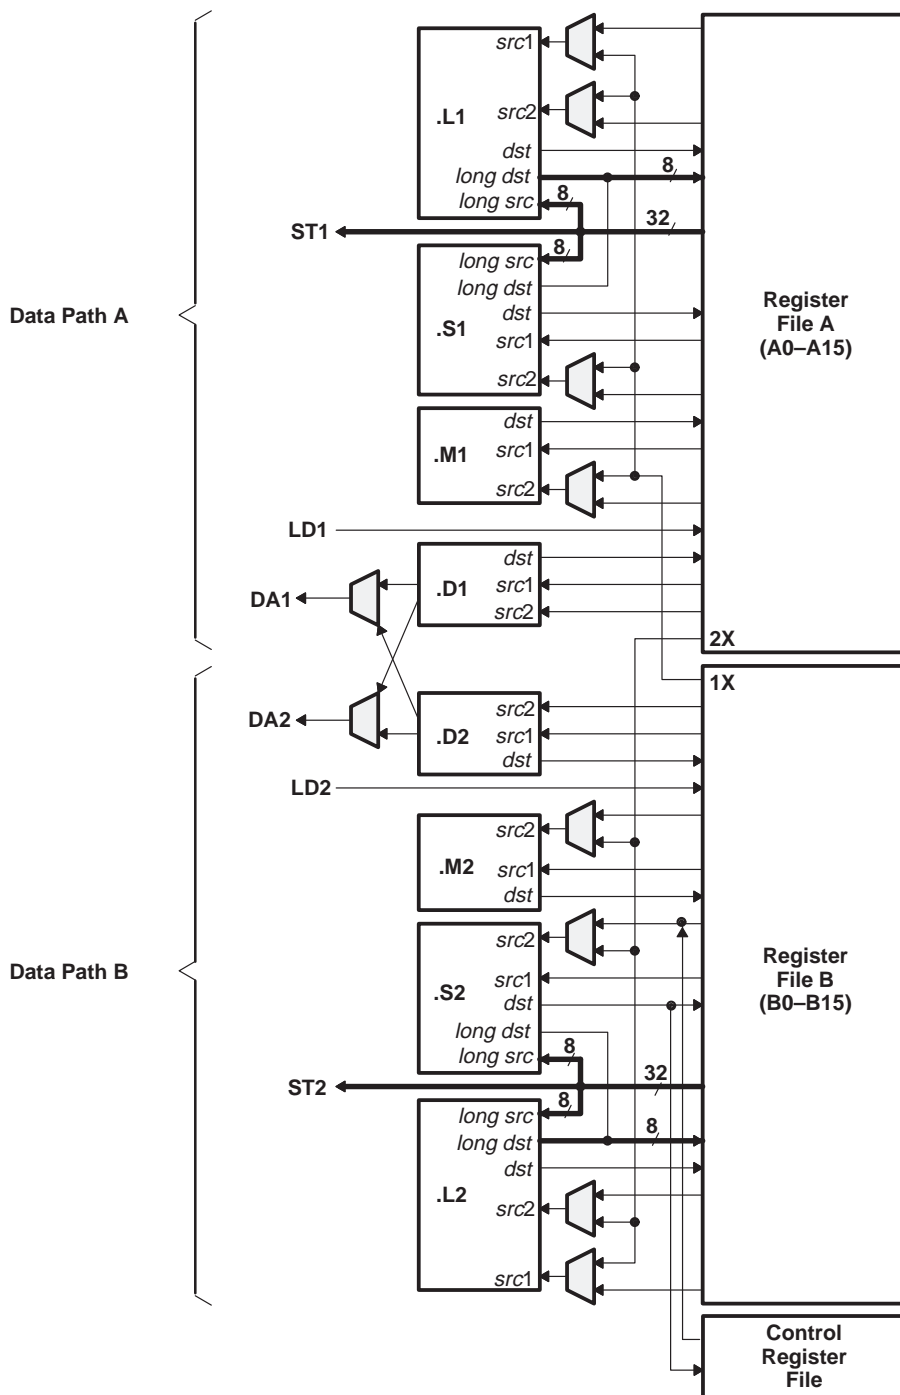 src1
.L1
src2
dst
long dst
8
long src
8
ST1
32
8
long src
long dst
dst
.S1
src1
src2
Data Path A
Register
File A
(A0–A15)
dst
.M1
src1
src2
LD1
dst
.D1
src1
src2
DA1
2X
1X
DA2
src2
.D2
src1
dst
LD2
src2
.M2
src1
dst
src2
.S2
src1
dst
long dst
long src
8
Data Path B
Register
File B
(B0–B15)
ST2
32
8
long src
long dst
8
dst
.L2
src2
src1
Control
Register
File